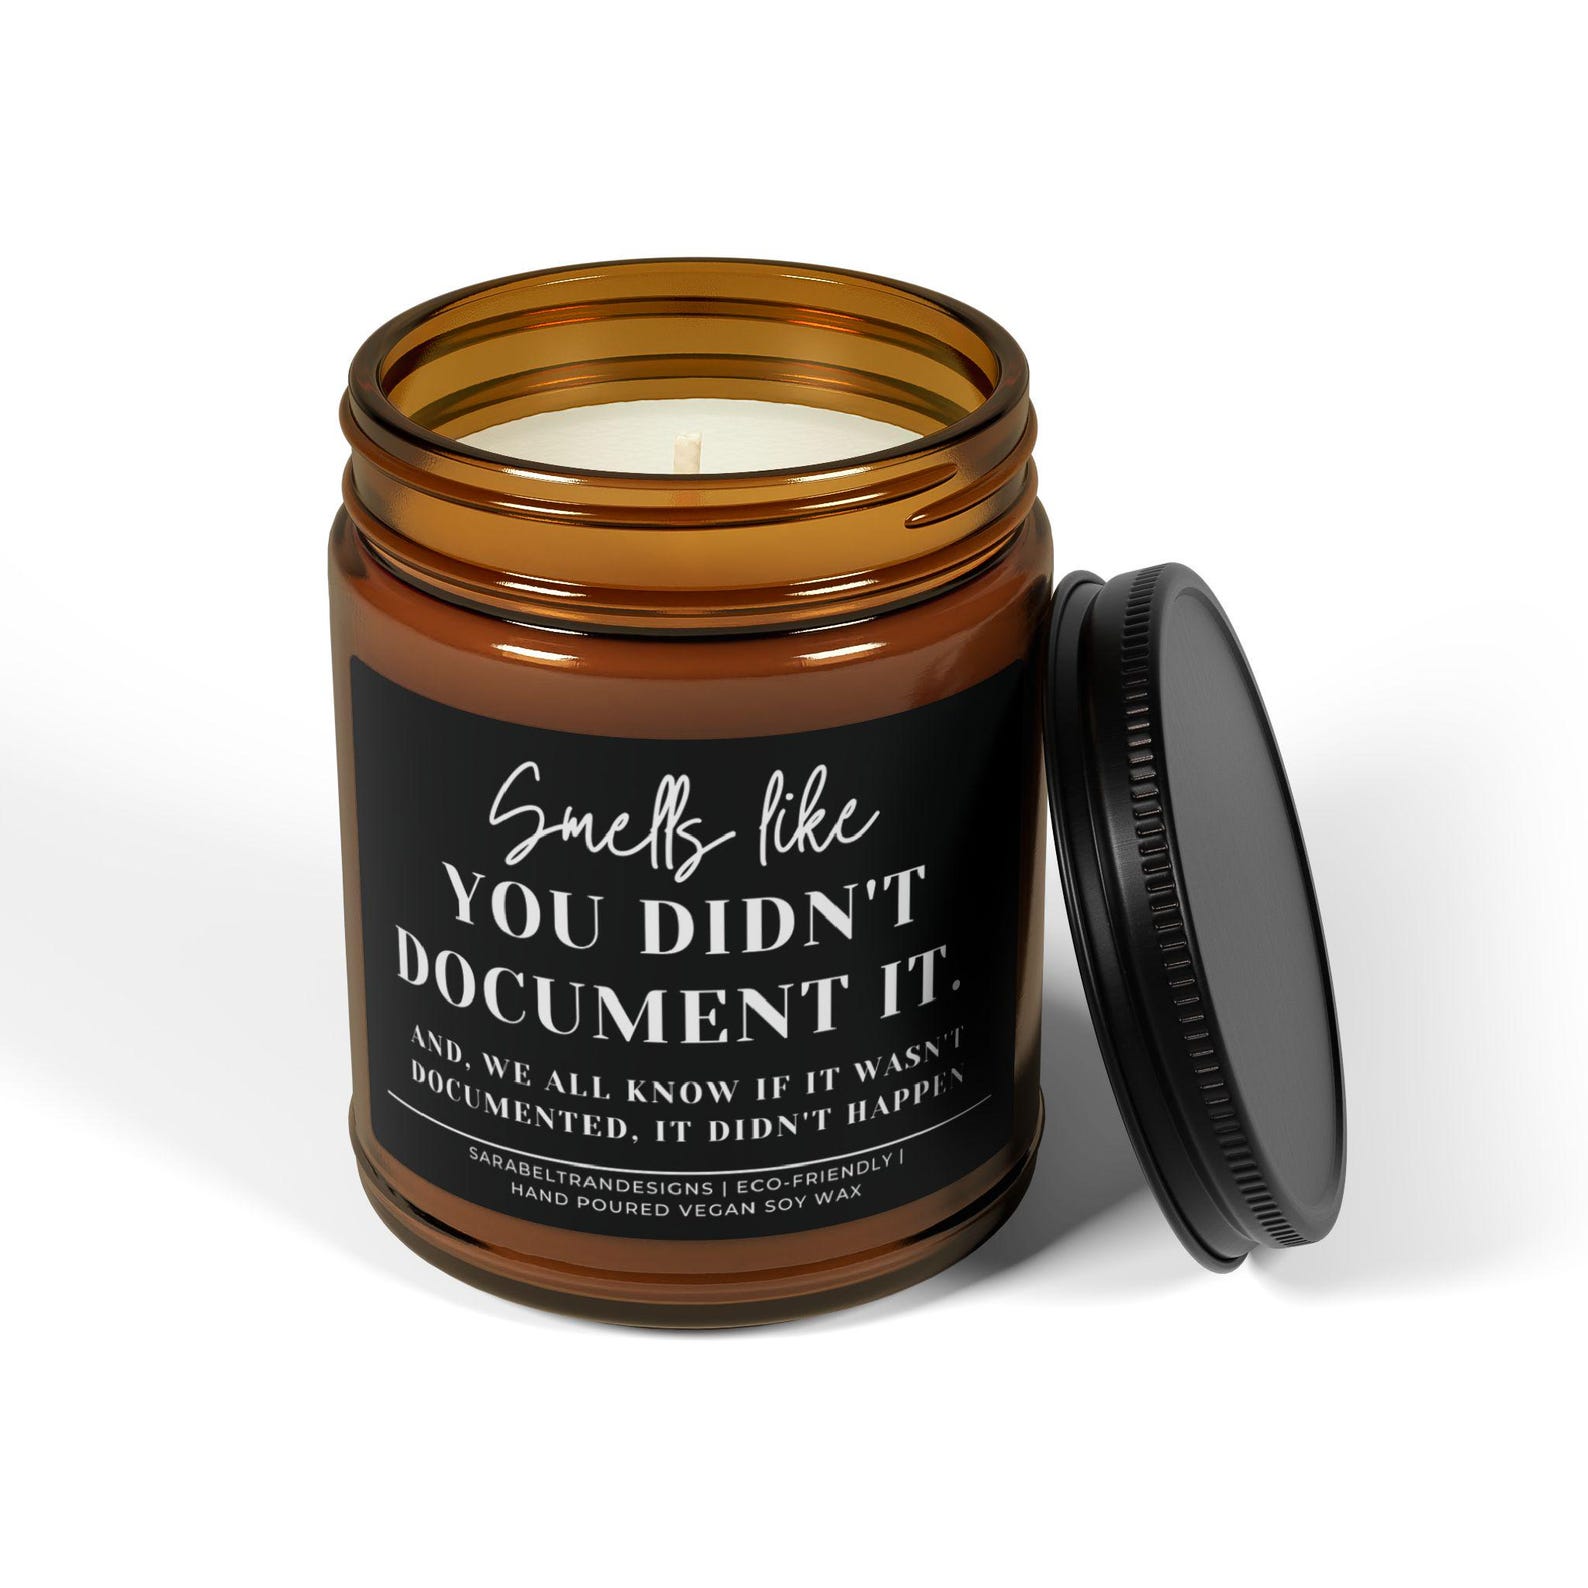 Smells like
YOU DIDN'T
DOCUMENT IT.
AND, WE ALL KNOW IF IT WASN'T
DOCUMENTED, IT DIDN'T HAPPEN
SARABELTRANDESIGNS | ECO-FRIENDLY |
HAND POURED VEGAN SOY WAX